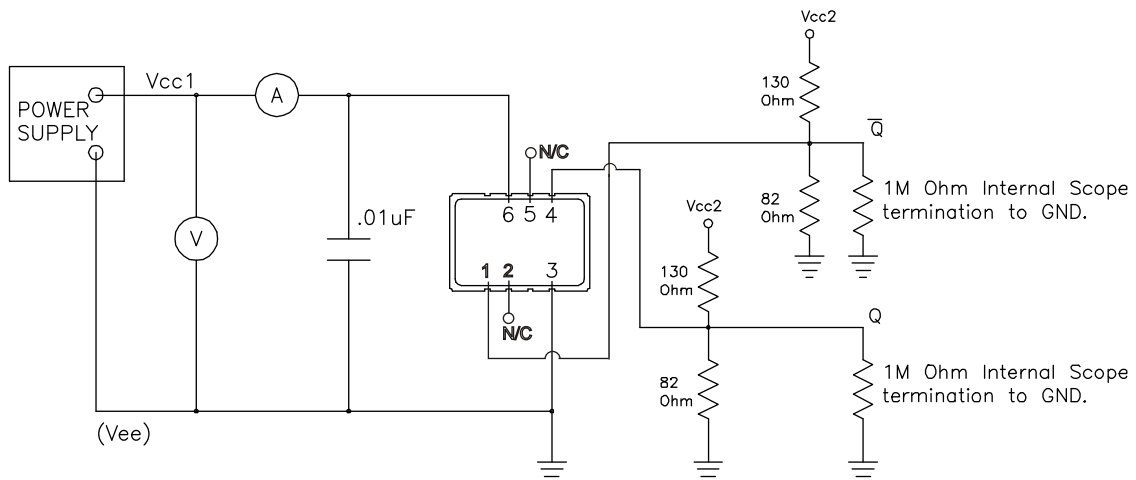 Vcc2
Vcc1
130
Ohm
A
POWER
SUPPLY
Q̅
N/C
82
Ohm
1M Ohm Internal Scope
termination to GND.
6 5 4
.01uF
Vcc2
V
1 2 3
130
Ohm
N/C
Q
82
Ohm
1M Ohm Internal Scope
termination to GND.
(Vee)